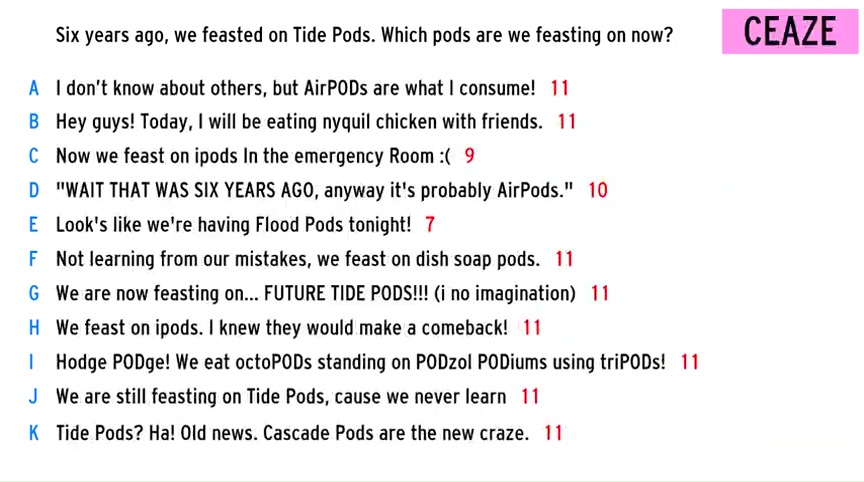 CEAZE
Six years ago, we feasted on Tide Pods. Which pods are we feasting on now?
A I don't know about others, but AirPODs are what I consume! 11
B Hey guys! Today, I will be eating nyquil chicken with friends. 11
C Now we feast on ipods In the emergency Room :( 9
D "WAIT THAT WAS SIX YEARS AGO, anyway it's probably AirPods." 10
E Look's like we're having Flood Pods tonight! 7
F Not learning from our mistakes, we feast on dish soap pods. 11
G We are now feasting on... FUTURE TIDE PODS!!! (i no imagination) 11
H We feast on ipods. I knew they would make a comeback! 11
I Hodge PODge! We eat octoPODs standing on PODzol PODiums using triPODs! 11
J We are still feasting on Tide Pods, cause we never learn 11
K Tide Pods? Ha! Old news. Cascade Pods are the new craze. 11